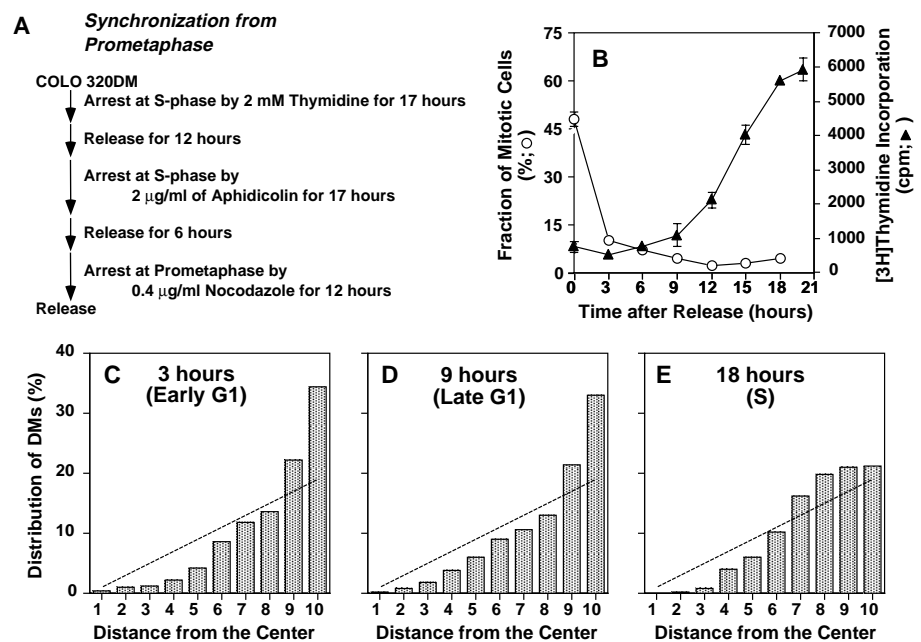 A
Synchronization from
Prometaphase
COLO 320DM
Arrest at S-phase by 2 mM Thymidine for 17 hours
Release for 12 hours
Arrest at S-phase by
2 μg/ml of Aphidicolin for 17 hours
Release for 6 hours
Arrest at Prometaphase by
0.4 μg/ml Nocodazole for 12 hours
Release
B
Fraction of Mitotic Cells
(%; ○)
75
60
45
30
15
0
7000
6000
5000
4000
3000
2000
1000
0
[3H]Thymidine Incorporation
(cpm; ▲)
0 3 6 9 12 15 18 21
Time after Release (hours)
Distribution of DMs (%)
40
30
20
10
0
C
3 hours
(Early G1)
1 2 3 4 5 6 7 8 9 10
Distance from the Center
D
9 hours
(Late G1)
1 2 3 4 5 6 7 8 9 10
Distance from the Center
E
18 hours
(S)
1 2 3 4 5 6 7 8 9 10
Distance from the Center